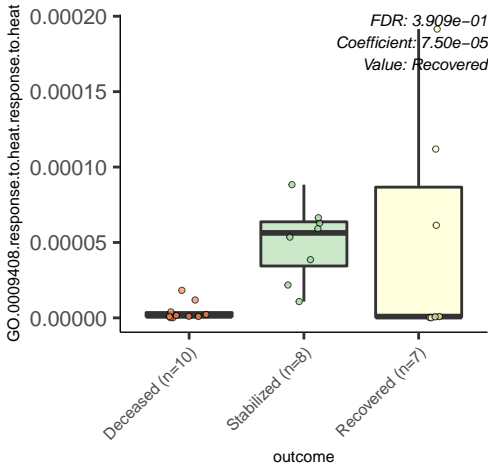 GO.0009408.response.to.heat.response.to.heat
0.00020
0.00015
0.00010
0.00005
0.00000
FDR: 3.909e-01
Coefficient: 7.50e-05
Value: Recovered
Deceased (n=10)
Stabilized (n=8)
Recovered (n=7)
outcome